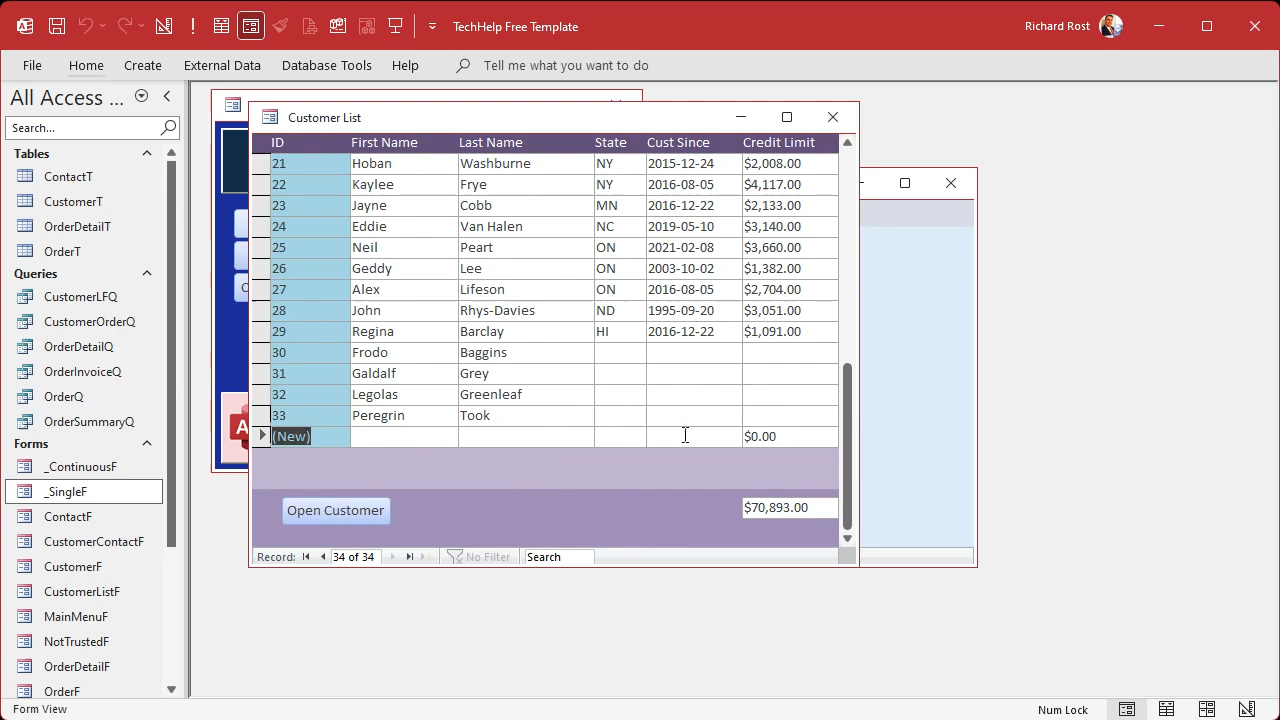 TechHelp Free Template
Richard Rost
File Home Create External Data Database Tools Help Tell me what you want to do
All Access ...
Search...
Tables
ContactT
CustomerT
OrderDetailT
OrderT
Queries
CustomerLFQ
CustomerOrderQ
OrderDetailQ
OrderInvoiceQ
OrderQ
OrderSummaryQ
Forms
_ContinuousF
_SingleF
ContactF
CustomerContactF
CustomerF
CustomerListF
MainMenuF
NotTrustedF
OrderDetailF
OrderF
Customer List
ID First Name Last Name State Cust Since Credit Limit
21 Hoban Washburne NY 2015-12-24 $2,008.00
22 Kaylee Frye NY 2016-08-05 $4,117.00
23 Jayne Cobb MN 2016-12-22 $2,133.00
24 Eddie Van Halen NC 2019-05-10 $3,140.00
25 Neil Peart ON 2021-02-08 $3,660.00
26 Geddy Lee ON 2003-10-02 $1,382.00
27 Alex Lifeson ON 2016-08-05 $2,704.00
28 John Rhys-Davies ND 1995-09-20 $3,051.00
29 Regina Barclay HI 2016-12-22 $1,091.00
30 Frodo Baggins
31 Galdalf Grey
32 Legolas Greenleaf
33 Peregrin Took
(New) $0.00
Open Customer $70,893.00
Record: 34 of 34 No Filter Search
Form View Num Lock